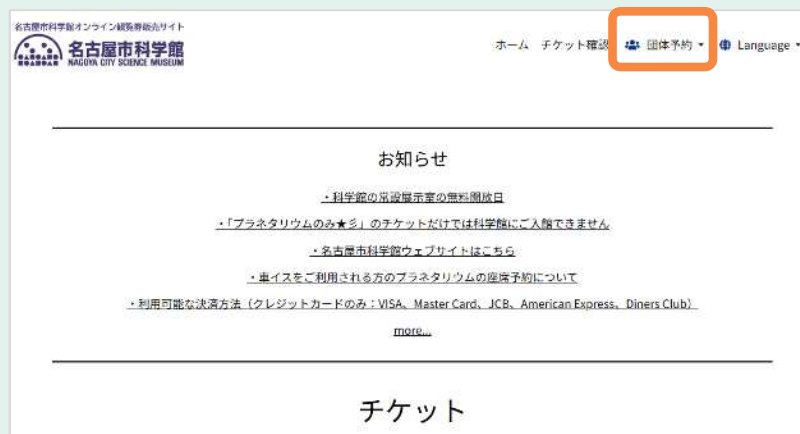 名古屋市科学館オンライン観覧券販売サイト
名古屋市科学館
NAGOYA CITY SCIENCE MUSEUM
ホーム チケット確認 団体予約 Language
お知らせ
・科学館の常設展示室の無料開放日
・「プラネタリウムのみ★彡」のチケットだけでは科学館にご入館できません
・名古屋市科学館ウェブサイトはこちら
・車イスをご利用される方のプラネタリウムの座席予約について
・利用可能な決済方法（クレジットカードのみ：VISA、Master Card、JCB、American Express、Diners Club）
more...
チケット